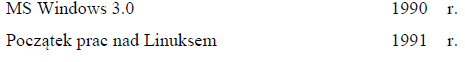 MS Windows 3.0 1990 r.
Początek prac nad Linuksem 1991 r.